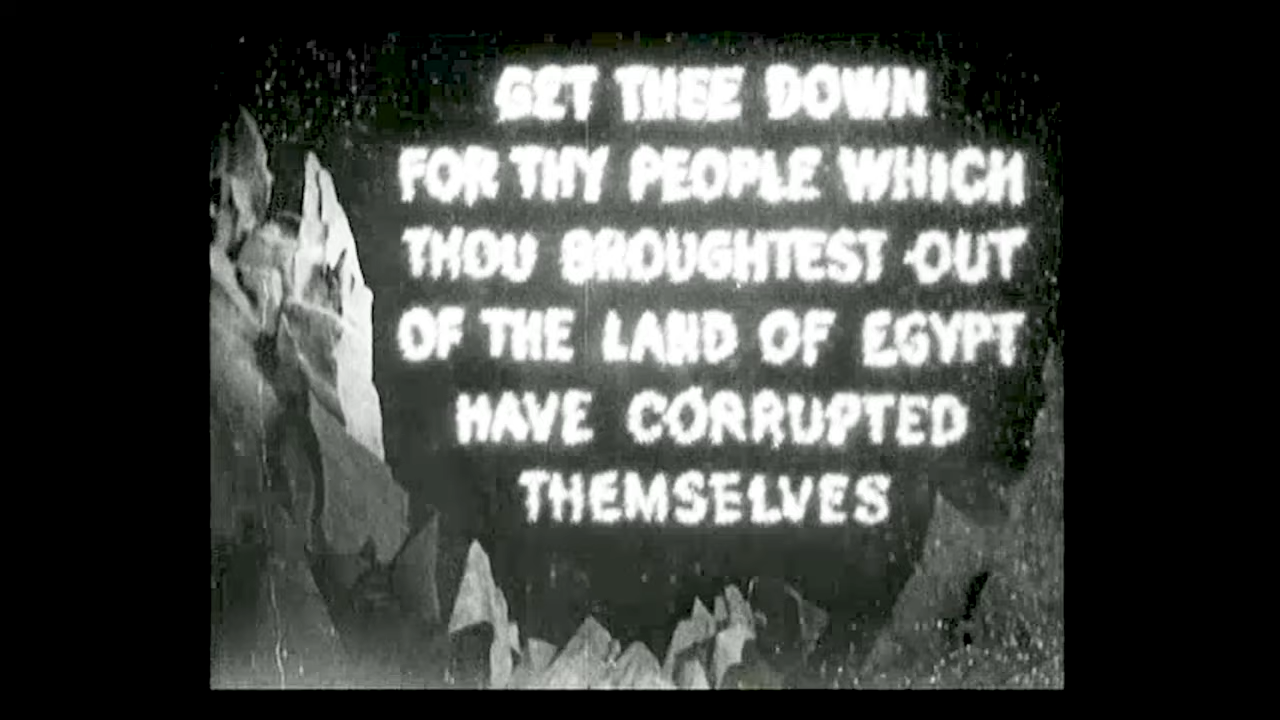 GET THEE DOWN
FOR THY PEOPLE WHICH
THOU BROUGHTEST OUT
OF THE LAND OF EGYPT
HAVE CORRUPTED
THEMSELVES